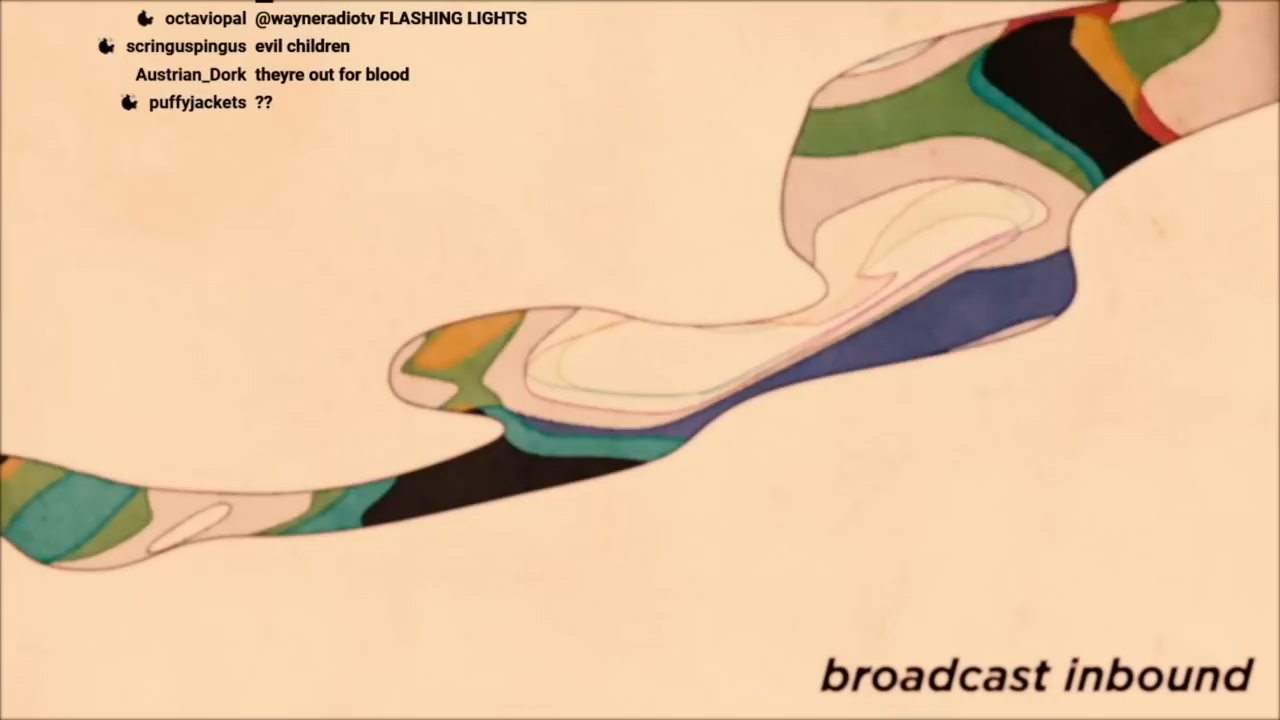 octaviopal @wayneradiotv FLASHING LIGHTS
scringuspingus evil children
Austrian_Dork theyre out for blood
puffyjackets ??
broadcast inbound